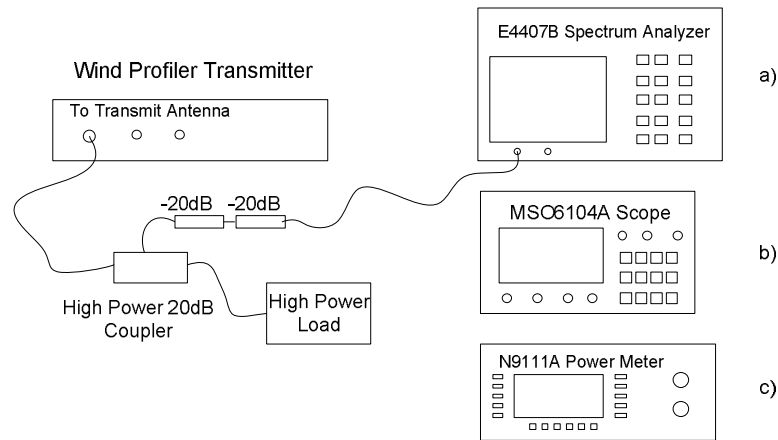 E4407B Spectrum Analyzer
a)
Wind Profiler Transmitter
To Transmit Antenna
-20dB
-20dB
MSO6104A Scope
b)
High Power 20dB
Coupler
High Power
Load
N9111A Power Meter
c)